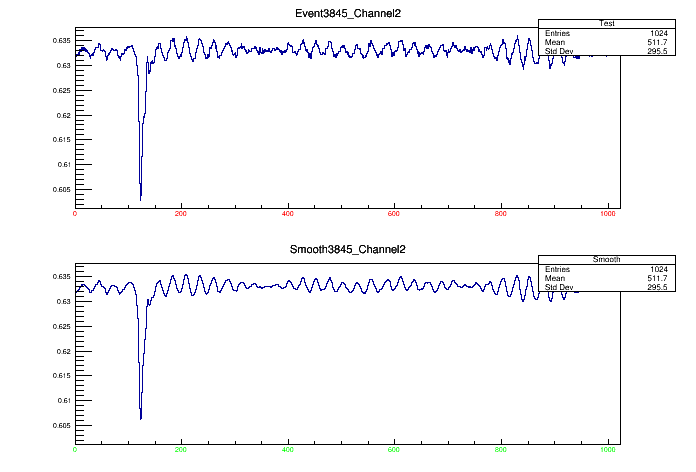 Event3845_Channel2
Test
Entries 1024
Mean 511.7
Std Dev 295.5
0.635
0.63
0.625
0.62
0.615
0.61
0.605
0 200 400 600 800 1000
Smooth3845_Channel2
Smooth
Entries 1024
Mean 511.7
Std Dev 295.5
0.635
0.63
0.625
0.62
0.615
0.61
0.605
0 200 400 600 800 1000